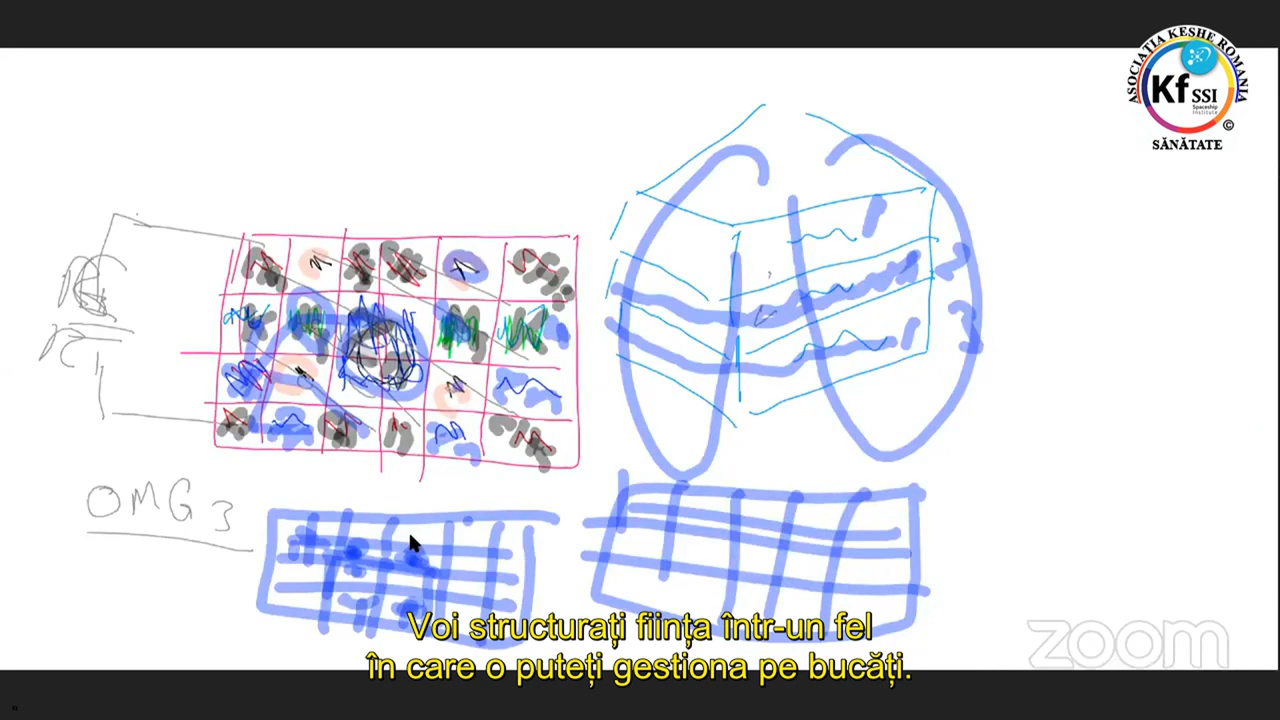 ASOCIAȚIA KESHE ROMANIA
Kf SSI
Spaceship
Institute
©
SĂNĂTATE
OMG 3
Voi structurați ființa într-un fel
în care o puteți gestiona pe bucăți.
zoom